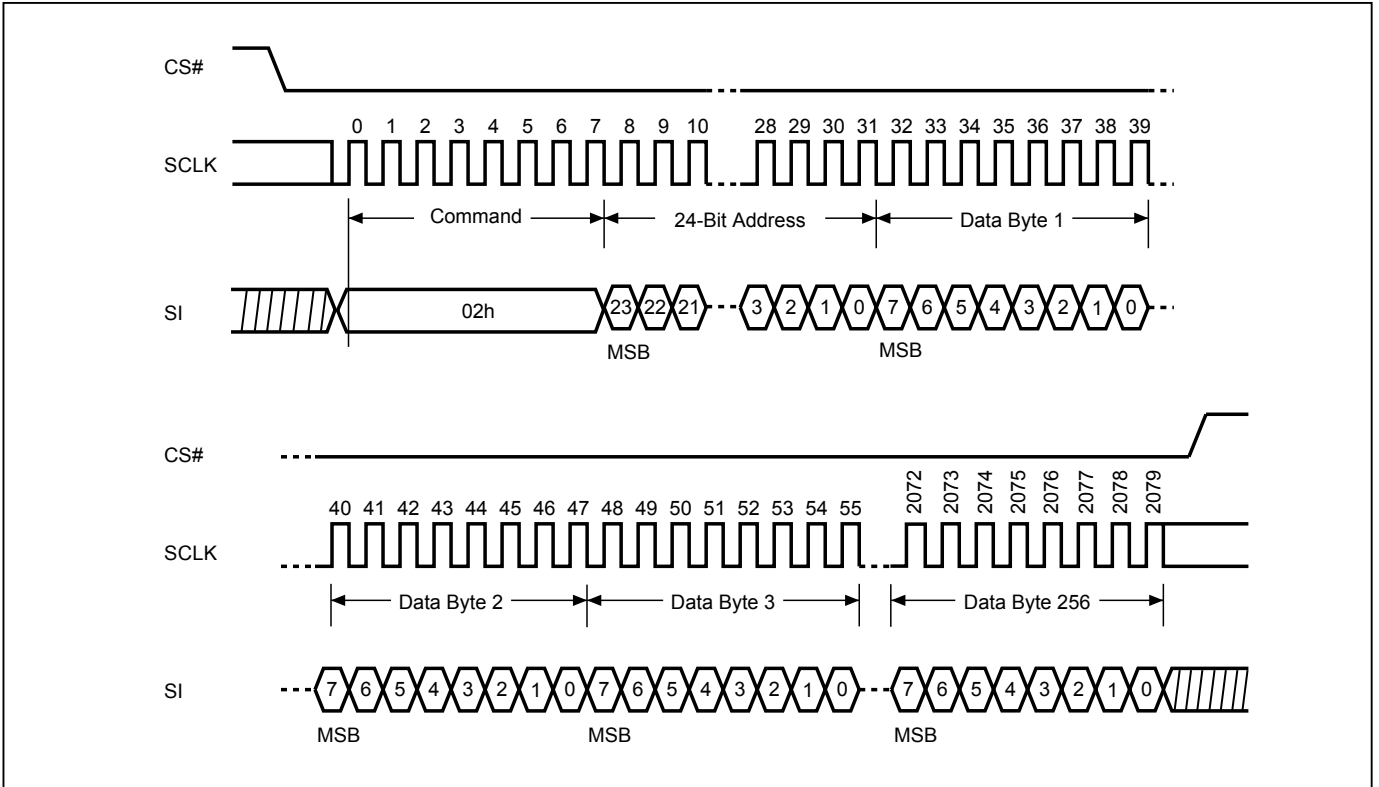 CS#
0 1 2 3 4 5 6 7 8 9 10 28 29 30 31 32 33 34 35 36 37 38 39
SCLK
Command 24-Bit Address Data Byte 1
SI 02h 23 22 21 3 2 1 0 7 6 5 4 3 2 1 0
MSB MSB
CS#
40 41 42 43 44 45 46 47 48 49 50 51 52 53 54 55 2072 2073 2074 2075 2076 2077 2078 2079
SCLK
Data Byte 2 Data Byte 3 Data Byte 256
SI 7 6 5 4 3 2 1 0 7 6 5 4 3 2 1 0 7 6 5 4 3 2 1 0
MSB MSB MSB